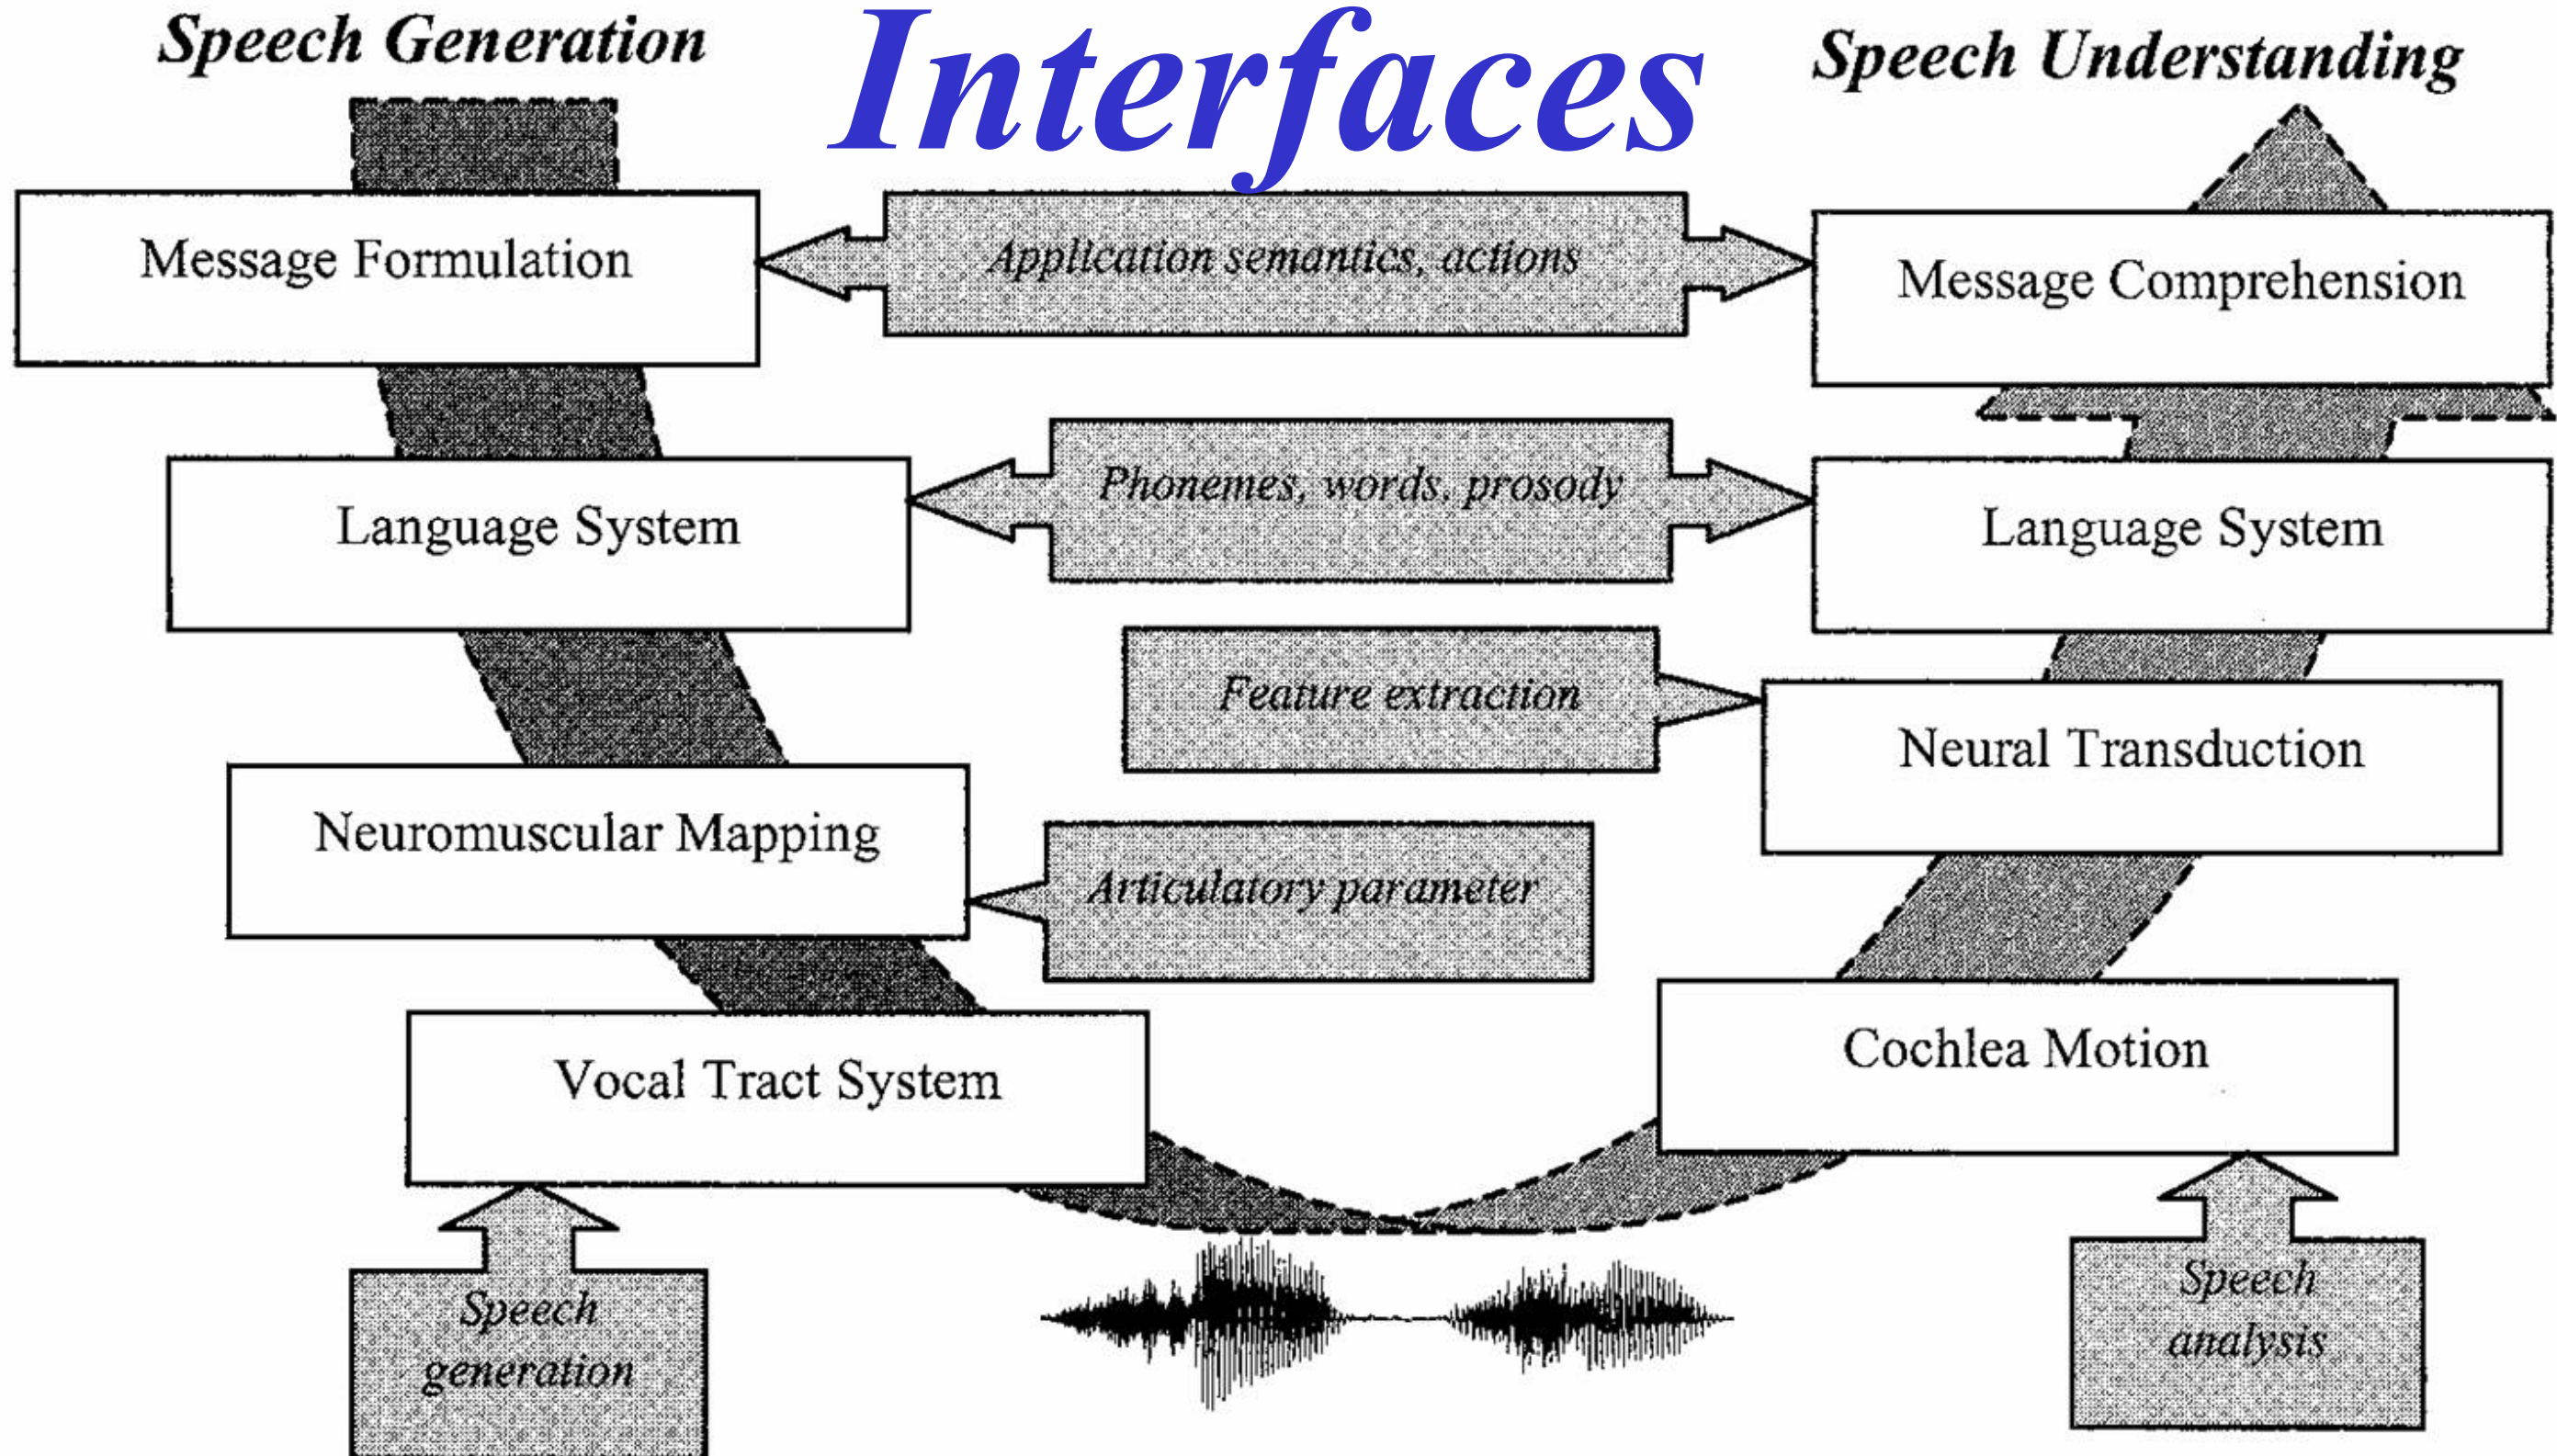 Interfaces
Speech Generation
Speech Understanding
Message Formulation
Application semantics, actions
Message Comprehension
Language System
Phonemes, words, prosody
Language System
Feature extraction
Neural Transduction
Neuromuscular Mapping
Articulatory parameter
Vocal Tract System
Cochlea Motion
Speech
generation
Speech
analysis